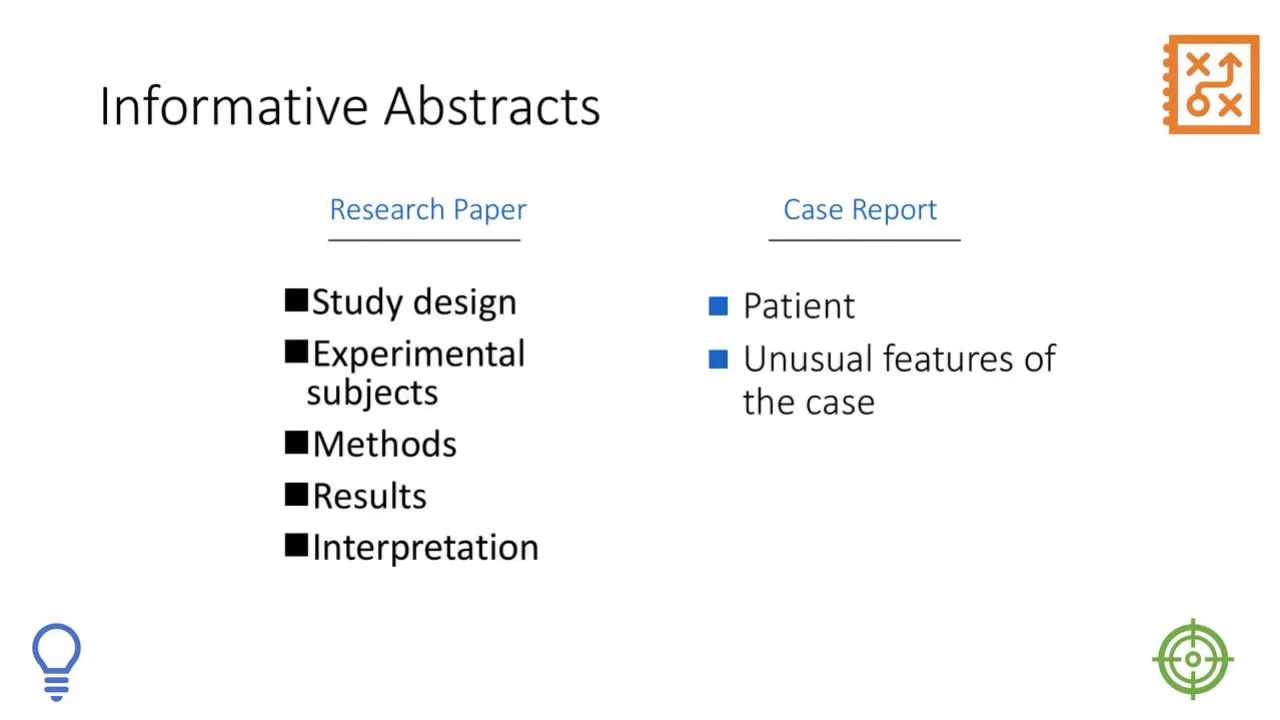 Informative Abstracts
Research Paper
Study design
Experimental
subjects
Methods
Results
Interpretation
Case Report
Patient
Unusual features of
the case